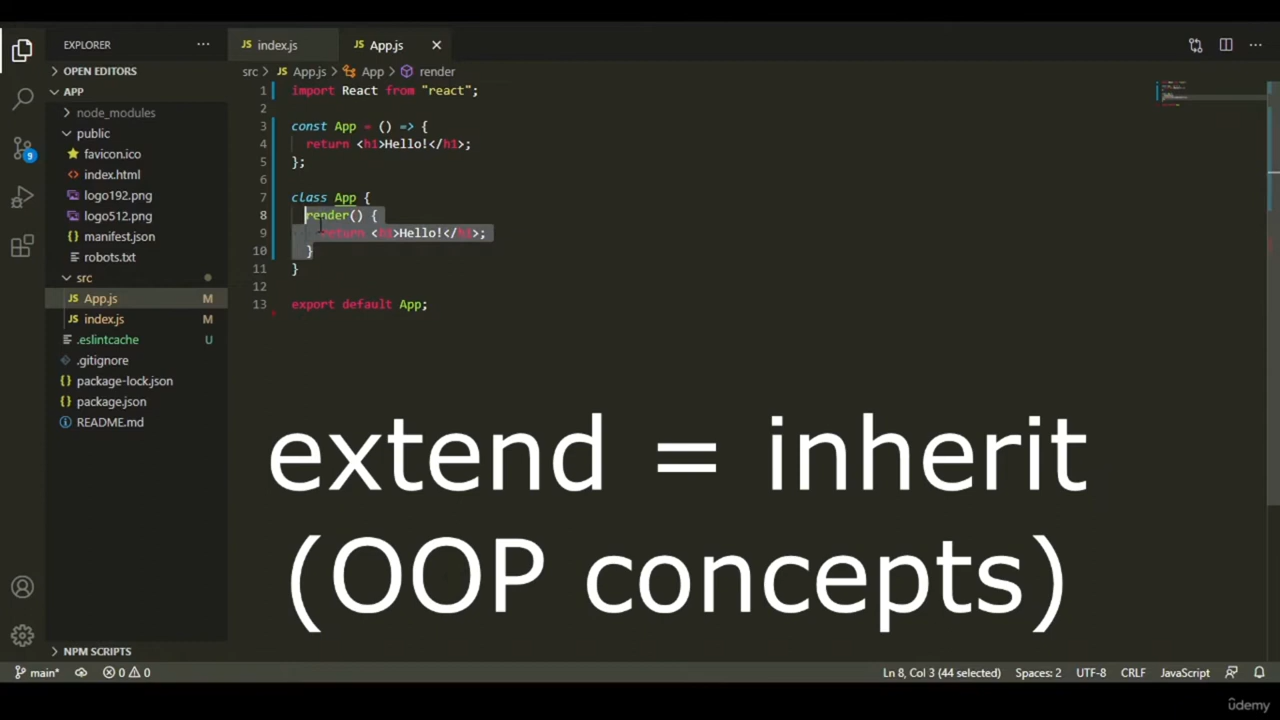 EXPLORER
index.js
App.js
OPEN EDITORS
src > App.js > App > render
APP
1 import React from "react";
node_modules
2
public
3 const App = () => {
favicon.ico
4 return <h1>Hello!</h1>;
index.html
5 };
logo192.png
6
logo512.png
7 class App {
manifest.json
8 render() {
robots.txt
9 return <h1>Hello!</h1>;
src
10 }
App.js M
11 }
index.js M
12
.eslintcache U
13 export default App;
.gitignore
package-lock.json
package.json
README.md
extend = inherit
(OOP concepts)
9
NPM SCRIPTS
main* 0 0 Ln 8, Col 3 (44 selected) Spaces: 2 UTF-8 CRLF JavaScript
ûdemy